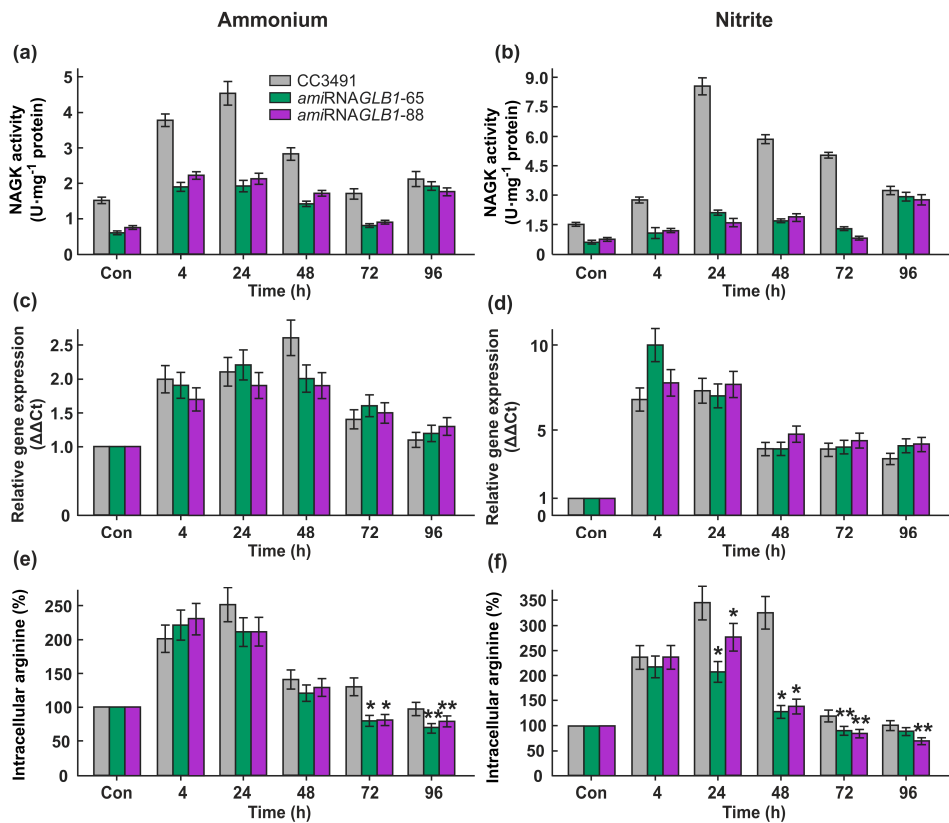 Ammonium
Nitrite
(a)
NAGK activity
(U·mg⁻¹ protein)
5
4
3
2
1
0
CC3491
amiRNAGLB1-65
amiRNAGLB1-88
Con 4 24 48 72 96
Time (h)
(b)
NAGK activity
(U·mg⁻¹ protein)
9.0
7.5
6.0
4.5
3.0
1.5
0
Con 4 24 48 72 96
Time (h)
(c)
Relative gene expression
(ΔΔCt)
2.5
2.0
1.5
1.0
0
Con 4 24 48 72 96
Time (h)
(d)
Relative gene expression
(ΔΔCt)
10
5
1
0
Con 4 24 48 72 96
Time (h)
(e)
Intracellular arginine (%)
250
200
150
100
50
0
* *
** **
Con 4 24 48 72 96
Time (h)
(f)
Intracellular arginine (%)
350
300
250
200
150
100
50
0
* *
* *
** **
**
Con 4 24 48 72 96
Time (h)